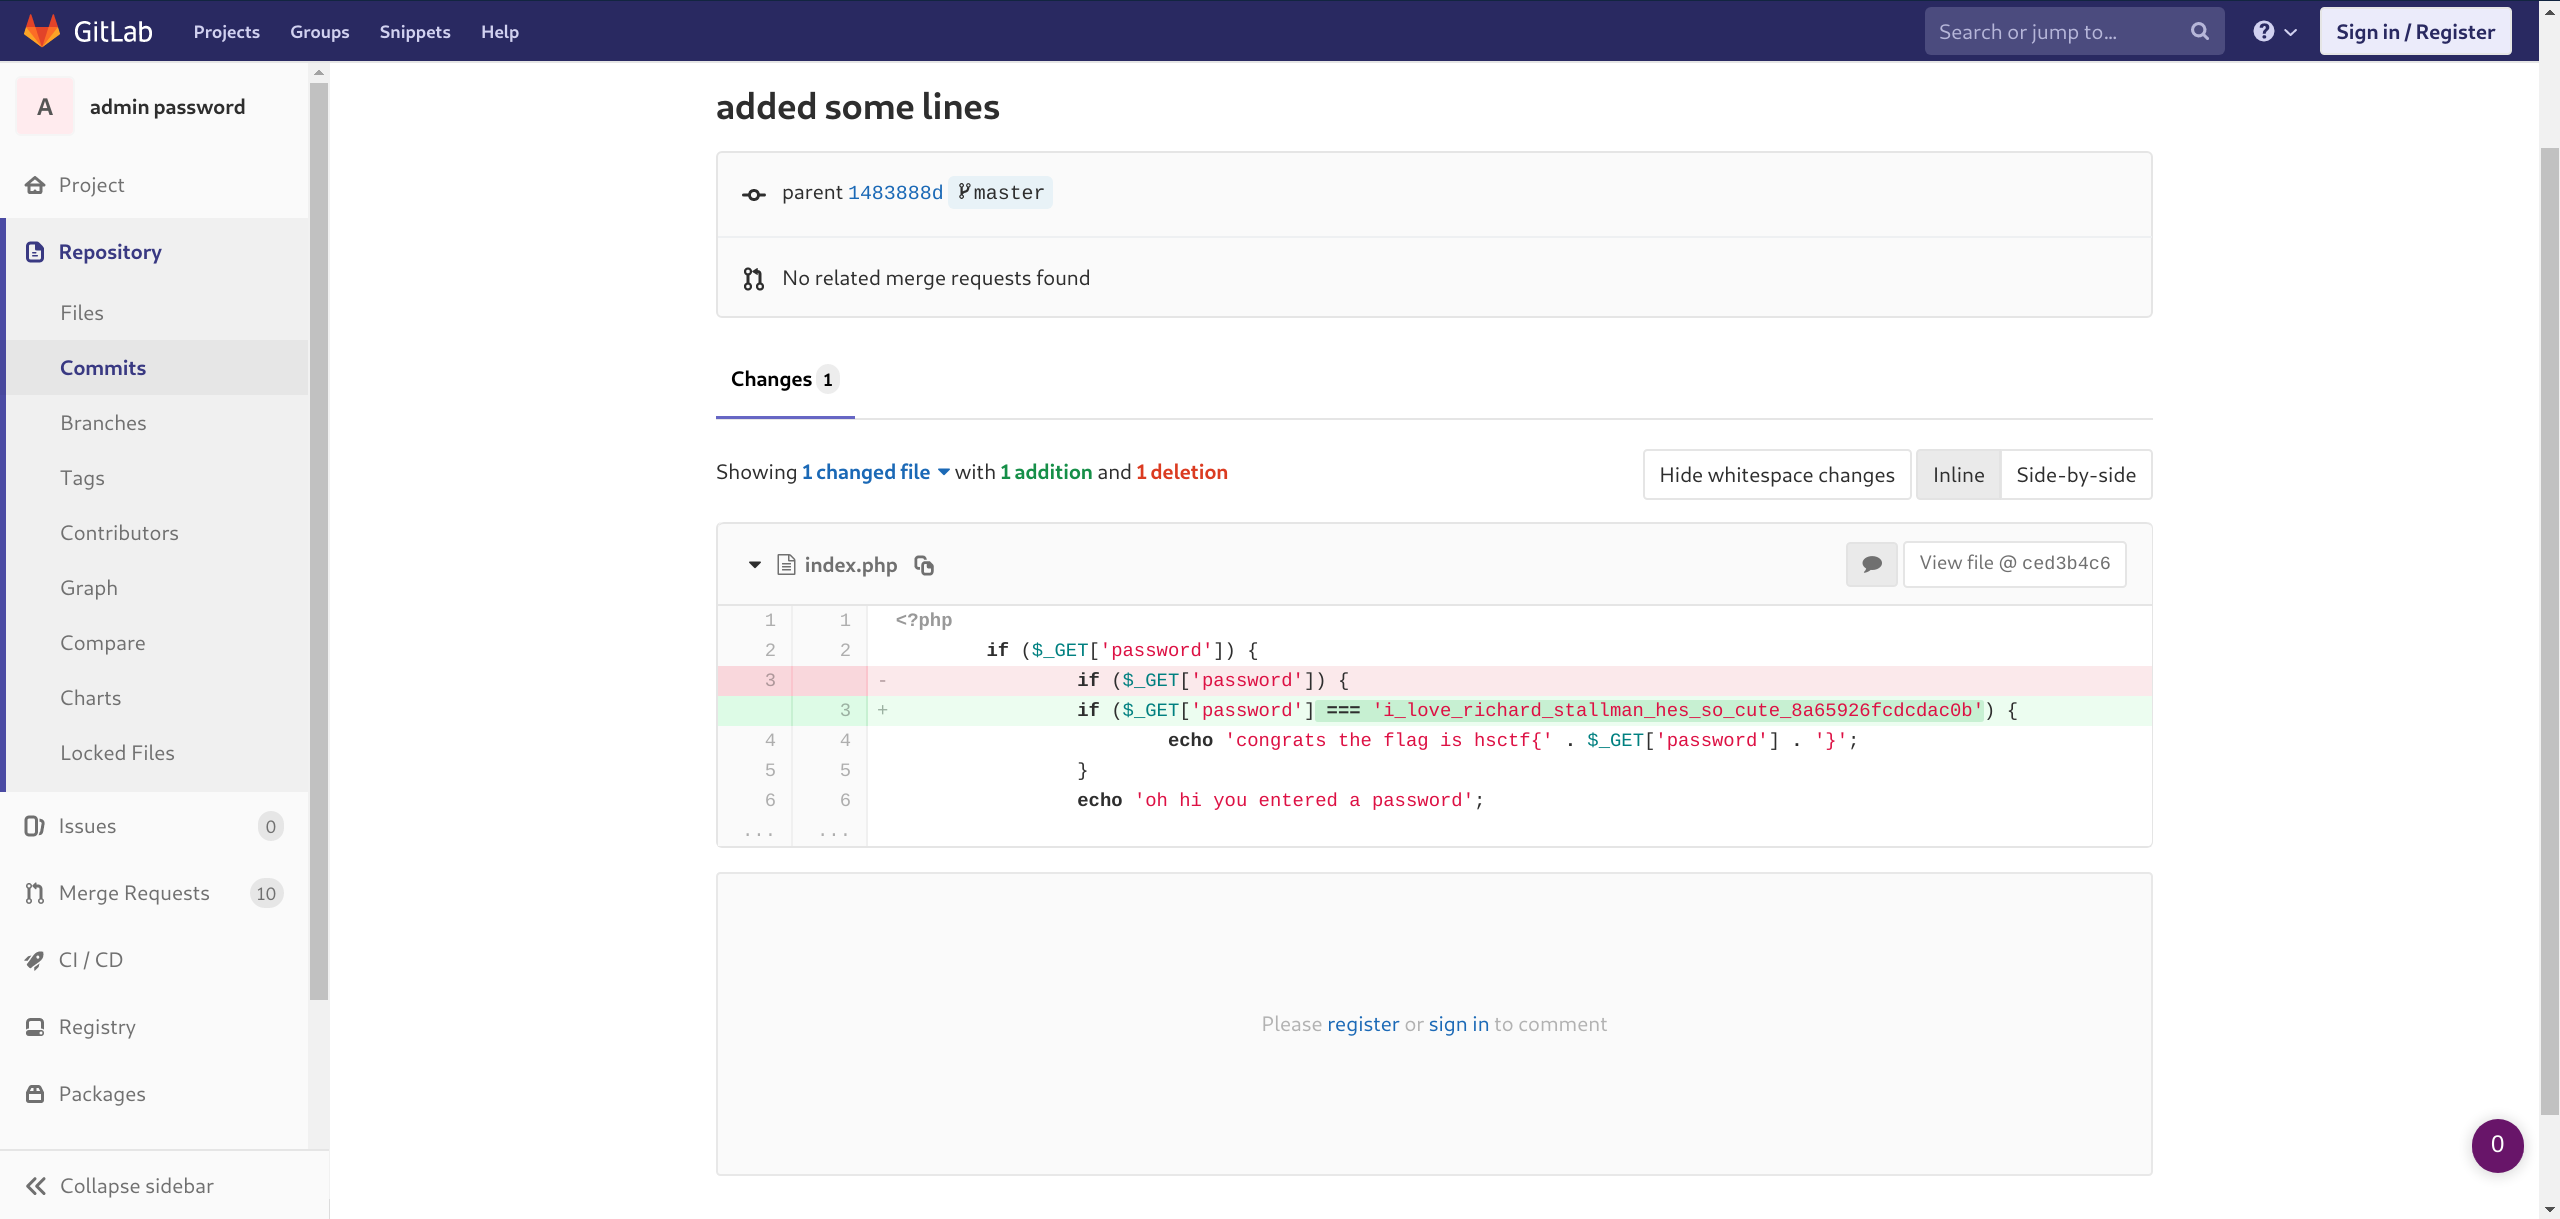 GitLab Projects Groups Snippets Help Search or jump to... Sign in / Register
A admin password
Project
Repository
Files
Commits
Branches
Tags
Contributors
Graph
Compare
Charts
Locked Files
Issues 0
Merge Requests 10
CI / CD
Registry
Packages
Collapse sidebar
added some lines
parent 1483888d master
No related merge requests found
Changes 1
Showing 1 changed file with 1 addition and 1 deletion
Hide whitespace changes Inline Side-by-side
index.php View file @ ced3b4c6
1 1 <?php
2 2 if ($_GET['password']) {
3 - if ($_GET['password']) {
3 + if ($_GET['password'] === 'i_love_richard_stallman_hes_so_cute_8a65926fcdcdac0b') {
4 4 echo 'congrats the flag is hsctf{' . $_GET['password'] . '}';
5 5 }
6 6 echo 'oh hi you entered a password';
... ...
Please register or sign in to comment
0